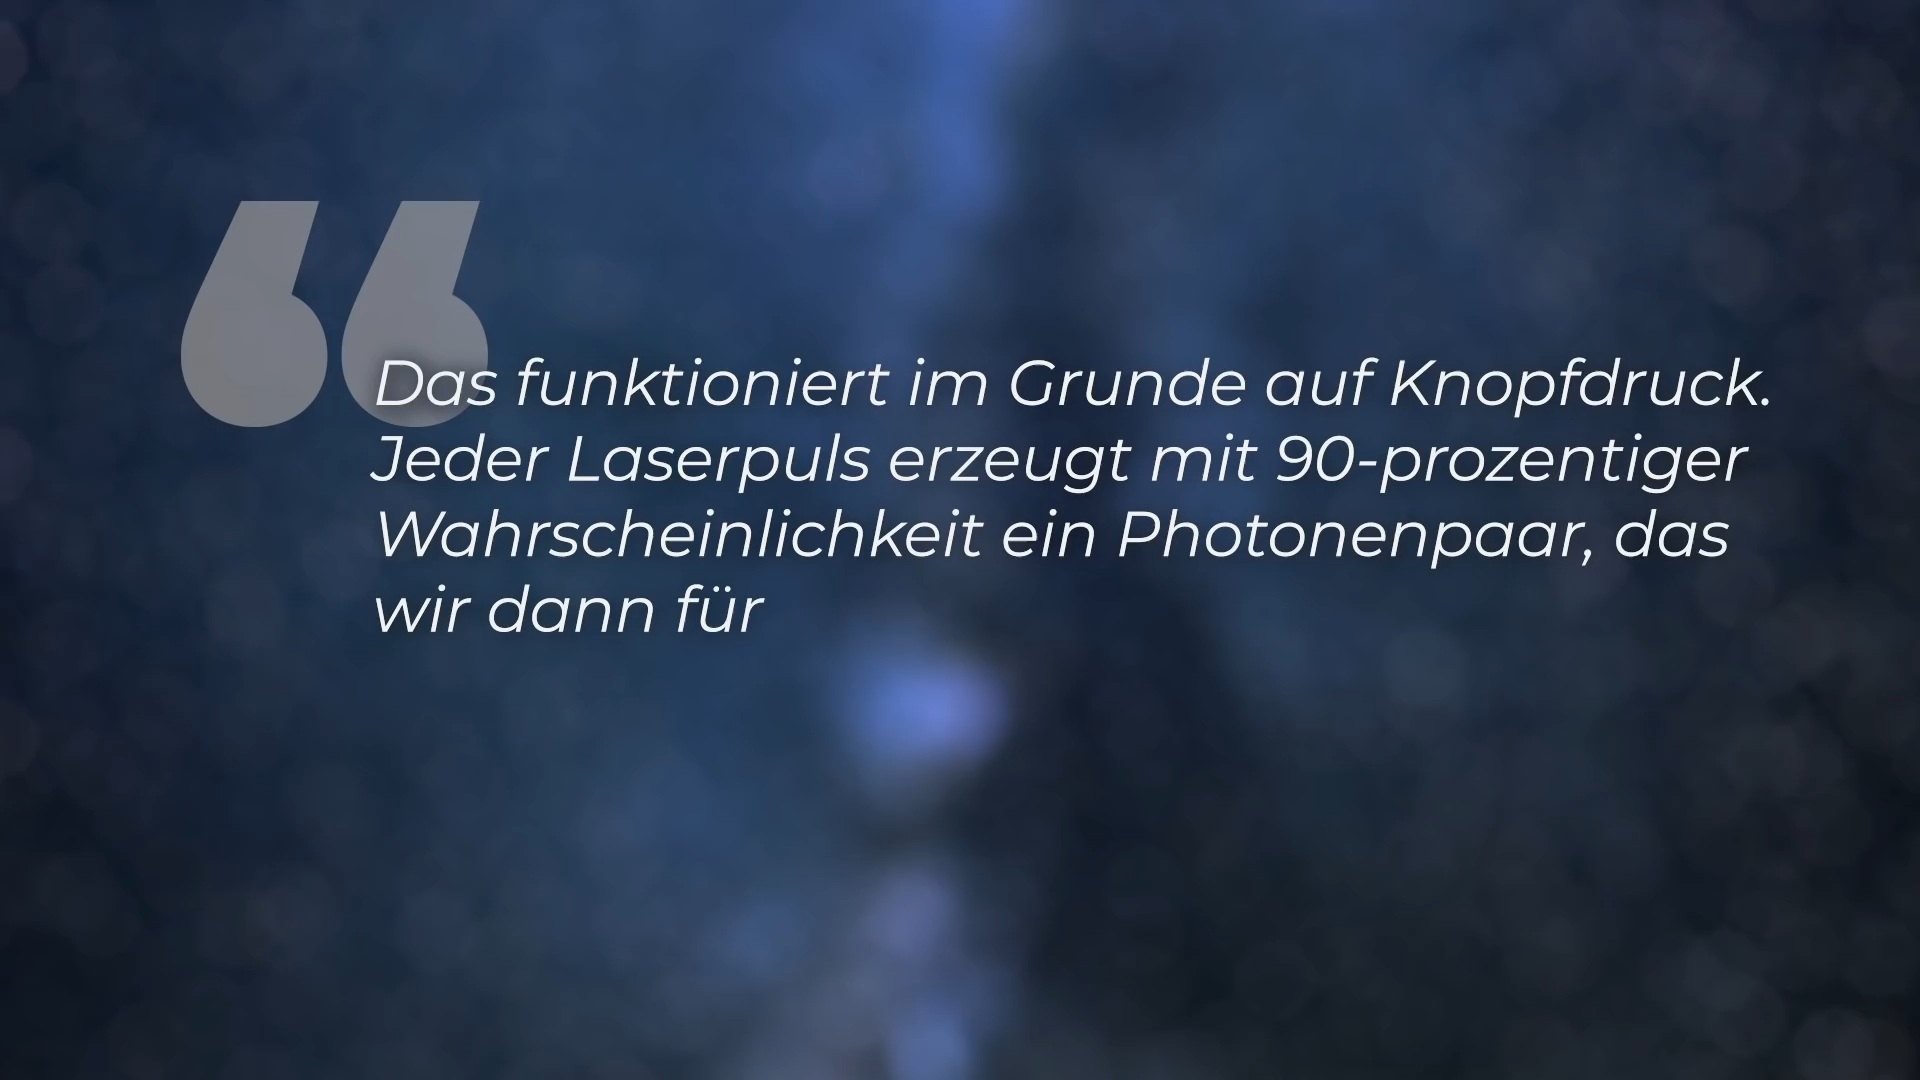 “
Das funktioniert im Grunde auf Knopfdruck.
Jeder Laserpuls erzeugt mit 90-prozentiger
Wahrscheinlichkeit ein Photonenpaar, das
wir dann für